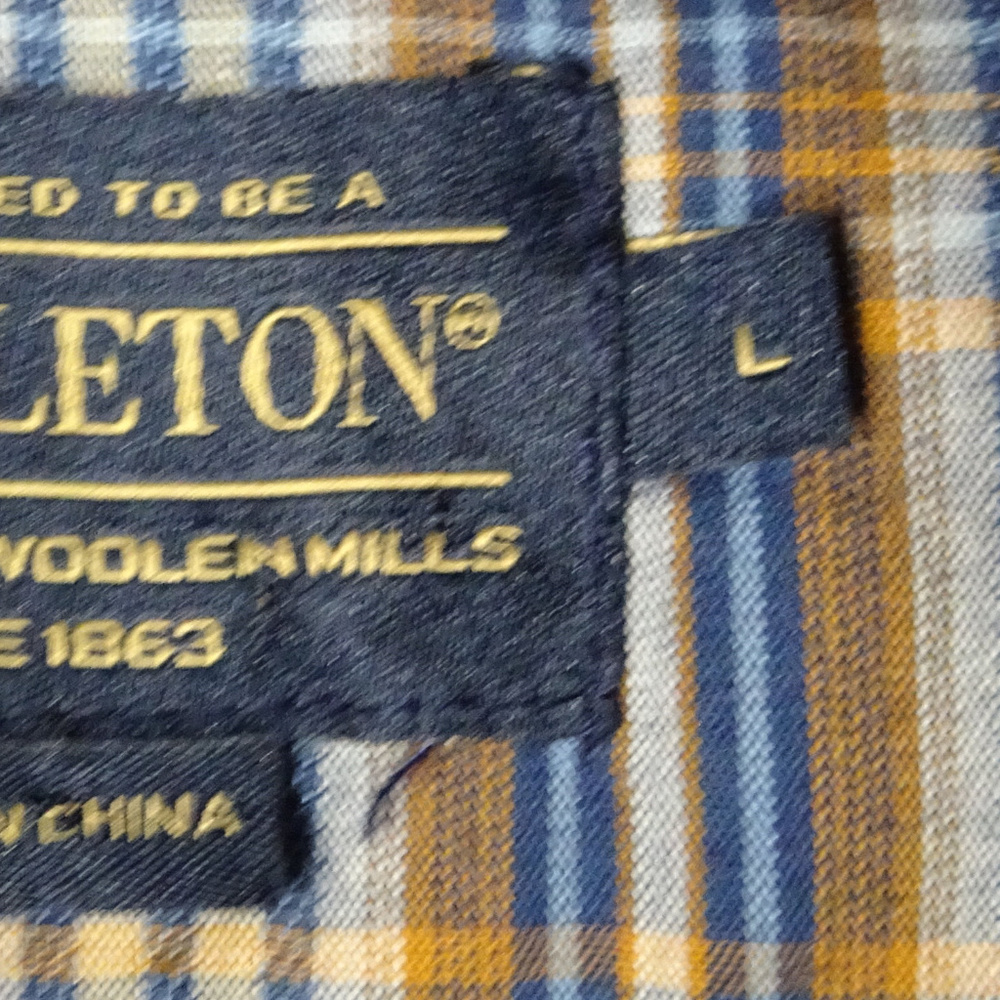 ED TO BE A
LETON®
L
WOOLEN MILLS
E 1863
N CHINA